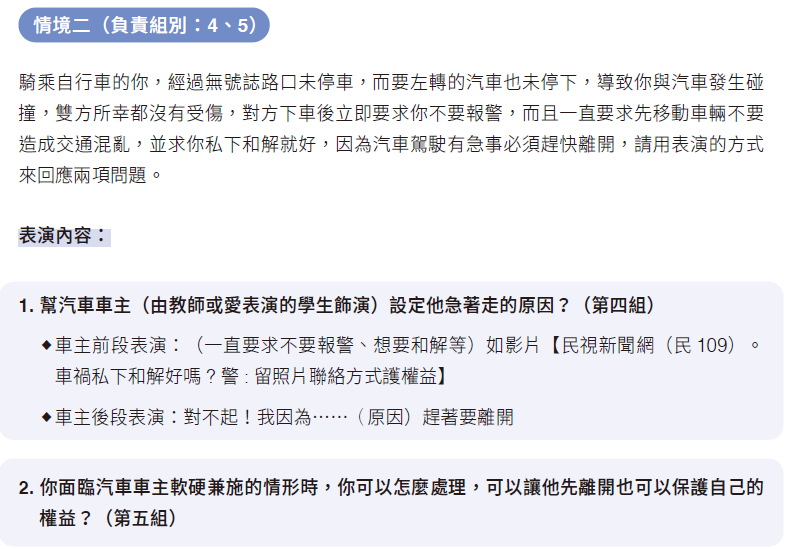 情境二（負責組別：4、5）
騎乘自行車的你，經過無號誌路口未停車，而要左轉的汽車也未停下，導致你與汽車發生碰
撞，雙方所幸都沒有受傷，對方下車後立即要求你不要報警，而且一直要求先移動車輛不要
造成交通混亂，並求你私下和解就好，因為汽車駕駛有急事必須趕快離開，請用表演的方式
來回應兩項問題。
表演內容：
1. 幫汽車車主（由教師或愛表演的學生飾演）設定他急著走的原因？（第四組）
◆車主前段表演：（一直要求不要報警、想要和解等）如影片【民視新聞網（民 109）。
車禍私下和解好嗎？警 : 留照片聯絡方式護權益】
◆車主後段表演：對不起！我因為⋯⋯（原因）趕著要離開
2. 你面臨汽車車主軟硬兼施的情形時，你可以怎麼處理，可以讓他先離開也可以保護自己的
權益？（第五組）